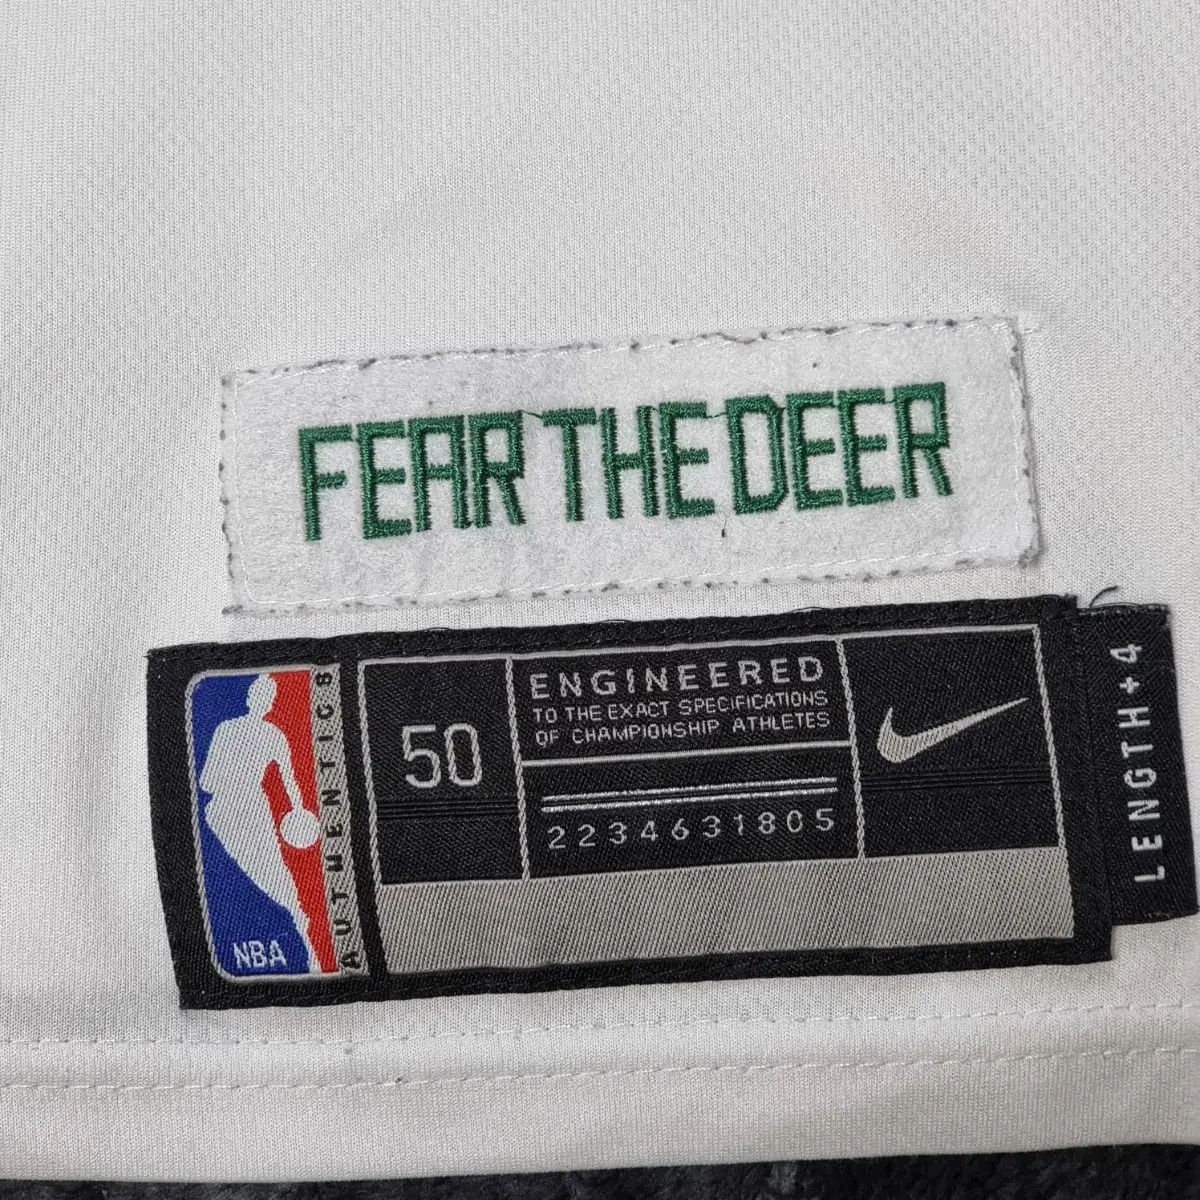 FEAR THE DEER
NBA
AUTHENTICS
50
ENGINEERED
TO THE EXACT SPECIFICATIONS
OF CHAMPIONSHIP ATHLETES
2234631805
LENGTH+4